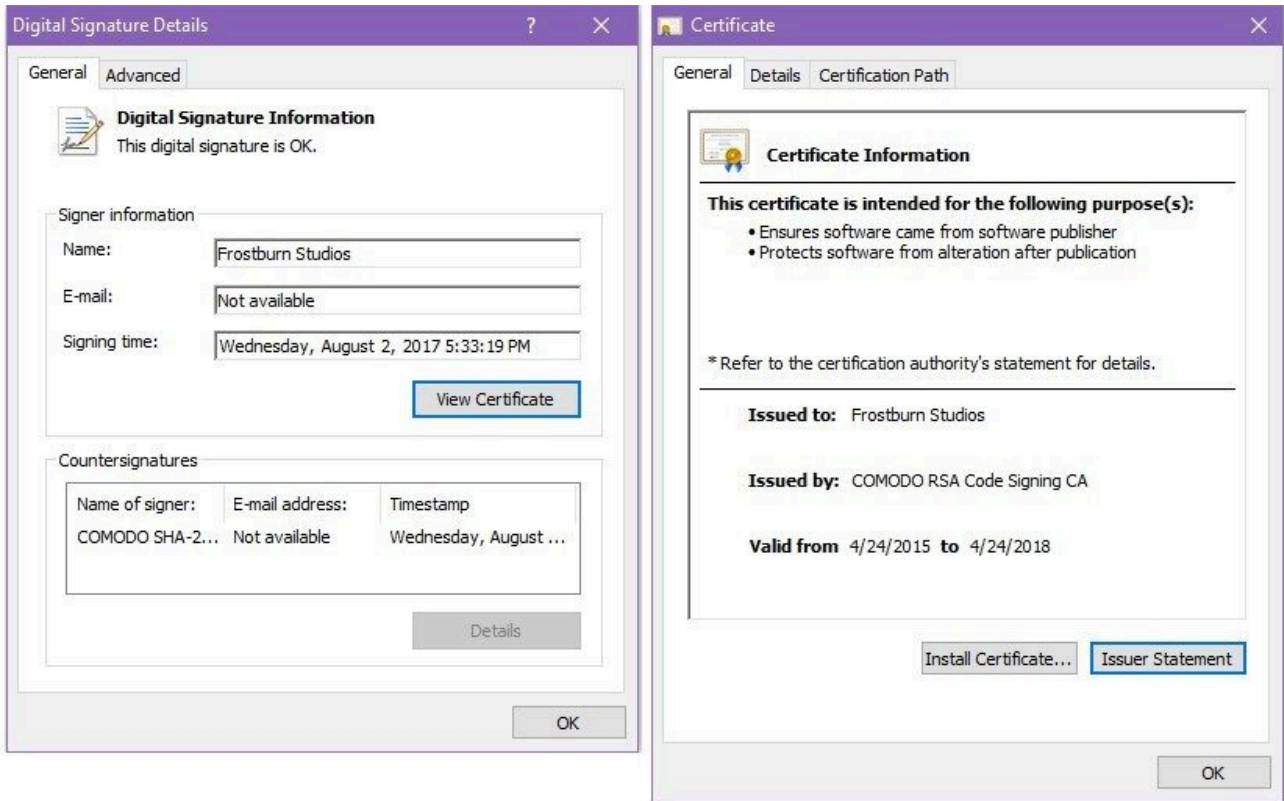 Digital Signature Details ? ×
General Advanced
Digital Signature Information
This digital signature is OK.
Signer information
Name: Frostburn Studios
E-mail: Not available
Signing time: Wednesday, August 2, 2017 5:33:19 PM
View Certificate
Countersignatures
Name of signer: E-mail address: Timestamp
COMODO SHA-2... Not available Wednesday, August ...
Details
OK
Certificate ×
General Details Certification Path
Certificate Information
This certificate is intended for the following purpose(s):
• Ensures software came from software publisher
• Protects software from alteration after publication
* Refer to the certification authority's statement for details.
Issued to: Frostburn Studios
Issued by: COMODO RSA Code Signing CA
Valid from 4/24/2015 to 4/24/2018
Install Certificate... Issuer Statement
OK